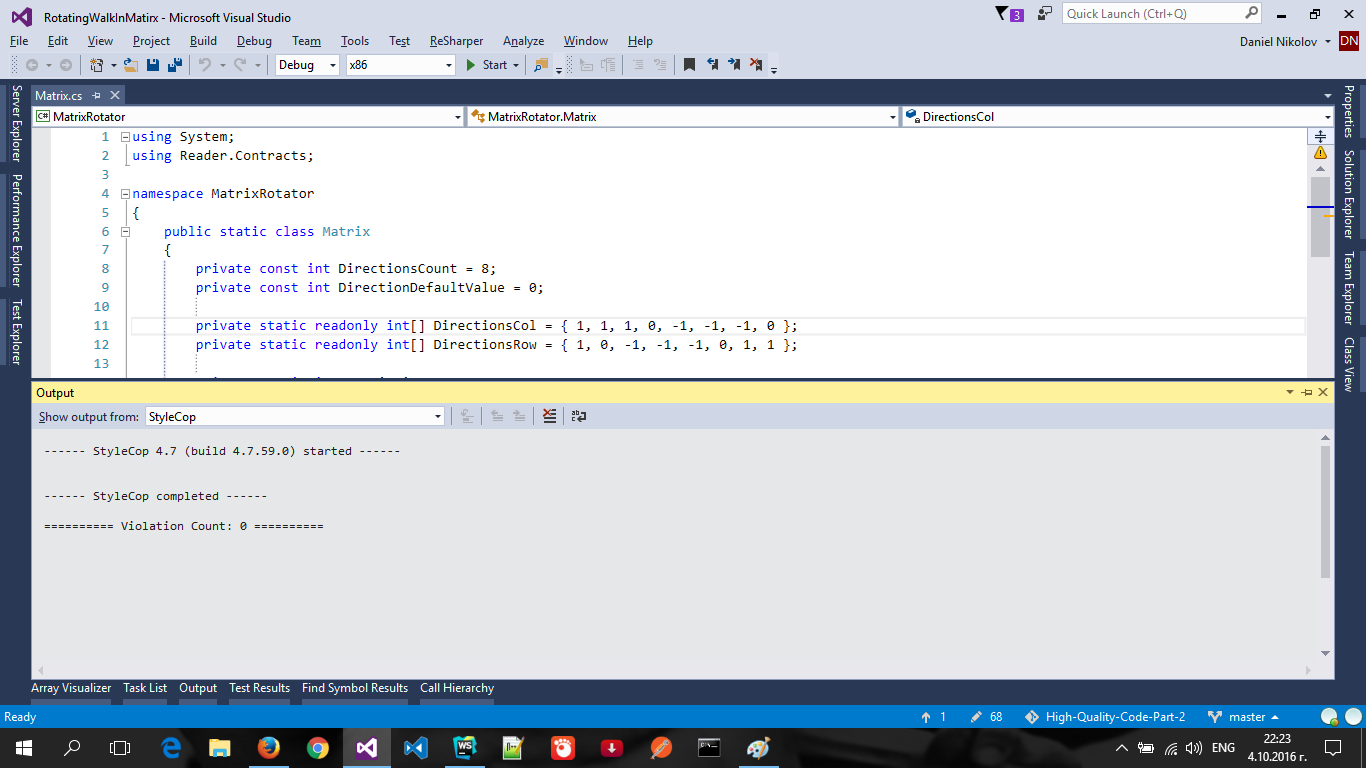 RotatingWalkInMatirx - Microsoft Visual Studio
3
Quick Launch (Ctrl+Q)
File Edit View Project Build Debug Team Tools Test ReSharper Analyze Window Help
Daniel Nikolov
DN
Debug x86 Start
Matrix.cs
C# MatrixRotator
MatrixRotator.Matrix
DirectionsCol
Server Explorer
Performance Explorer
Test Explorer
Properties
Solution Explorer
Team Explorer
Class View
1 using System;
2 using Reader.Contracts;
3
4 namespace MatrixRotator
5 {
6 public static class Matrix
7 {
8 private const int DirectionsCount = 8;
9 private const int DirectionDefaultValue = 0;
10
11 private static readonly int[] DirectionsCol = { 1, 1, 1, 0, -1, -1, -1, 0 };
12 private static readonly int[] DirectionsRow = { 1, 0, -1, -1, -1, 0, 1, 1 };
13
Output
Show output from: StyleCop
------ StyleCop 4.7 (build 4.7.59.0) started ------
------ StyleCop completed ------
========== Violation Count: 0 ==========
Array Visualizer Task List Output Test Results Find Symbol Results Call Hierarchy
Ready
1 68 High-Quality-Code-Part-2 master
WS
ENG
22:23
4.10.2016 г.